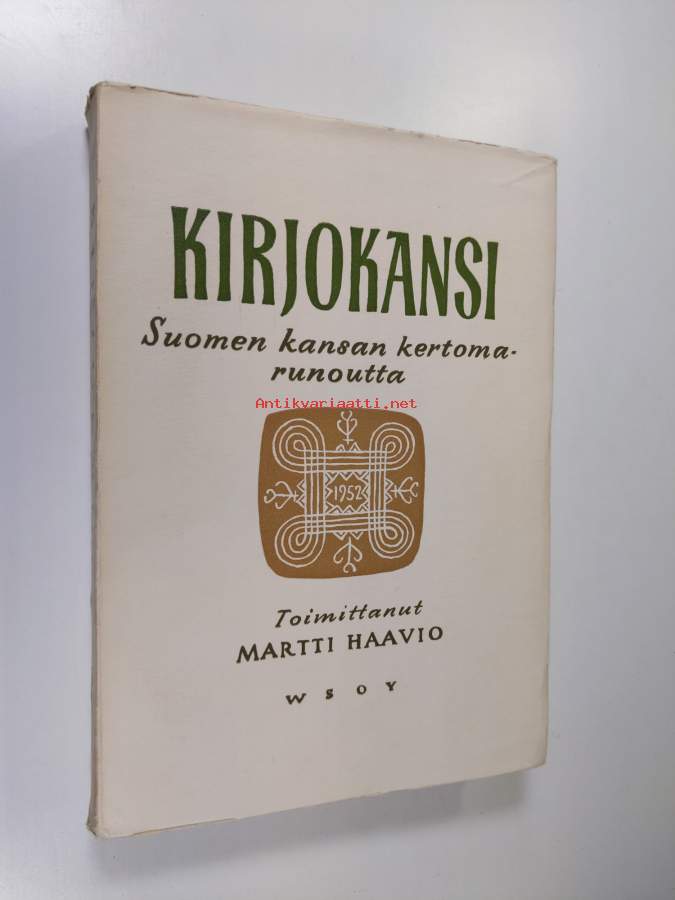 KIRJOKANSI
Suomen kansan kertoma-
runoutta
Antikvariaatti.net
1952
Toimittanut
MARTTI HAAVIO
WSOY